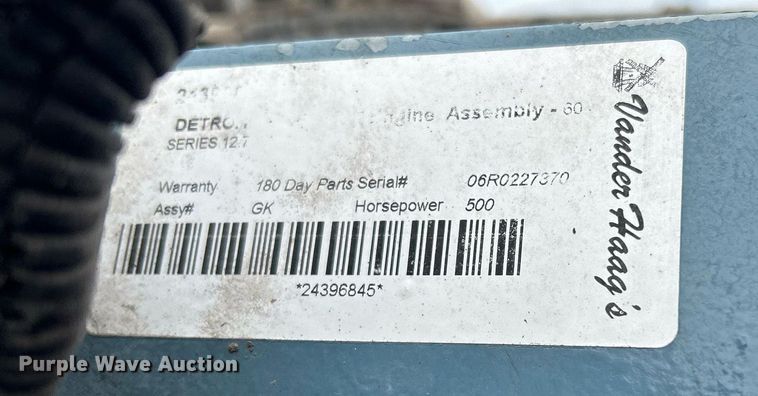 Engine Assembly - 60
SERIES 12.7
Warranty 180 Day Parts Serial# 06R0227370
Assy# GK Horsepower 500
*24396845*
Vander Haag's
Purple Wave Auction